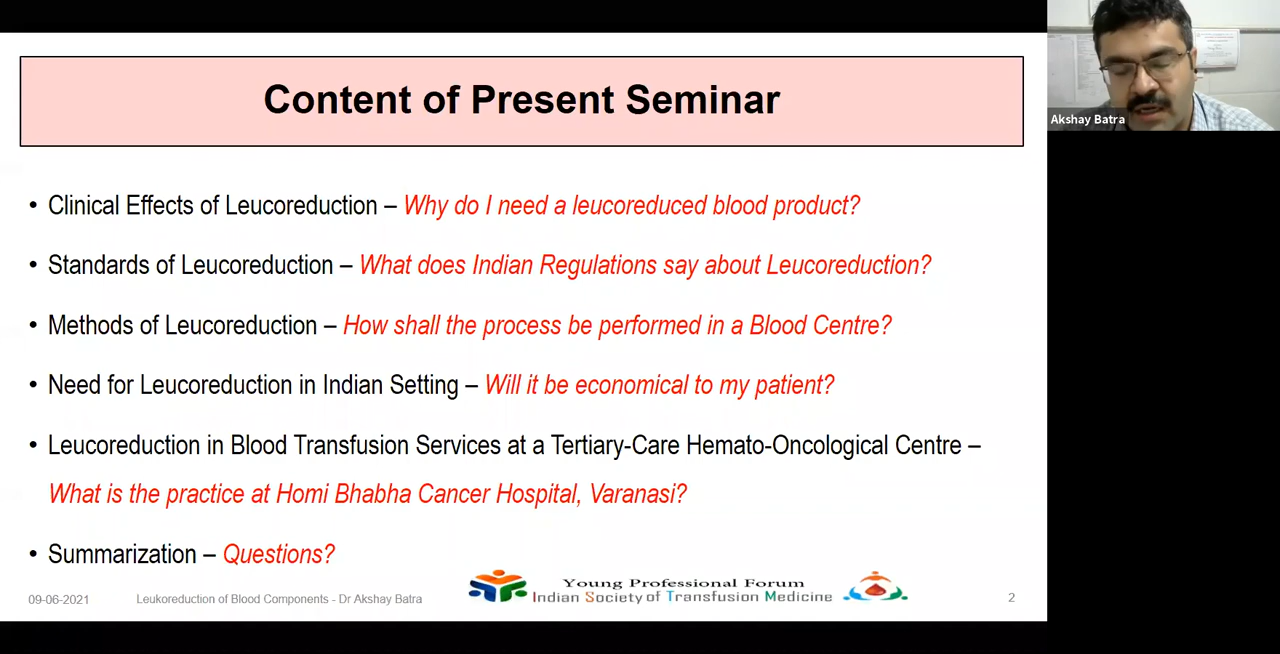 Content of Present Seminar
Akshay Batra
• Clinical Effects of Leucoreduction – Why do I need a leucoreduced blood product?
• Standards of Leucoreduction – What does Indian Regulations say about Leucoreduction?
• Methods of Leucoreduction – How shall the process be performed in a Blood Centre?
• Need for Leucoreduction in Indian Setting – Will it be economical to my patient?
• Leucoreduction in Blood Transfusion Services at a Tertiary-Care Hemato-Oncological Centre –
What is the practice at Homi Bhabha Cancer Hospital, Varanasi?
• Summarization – Questions?
Young Professional Forum
Indian Society of Transfusion Medicine
09-06-2021
Leukoreduction of Blood Components - Dr Akshay Batra
2